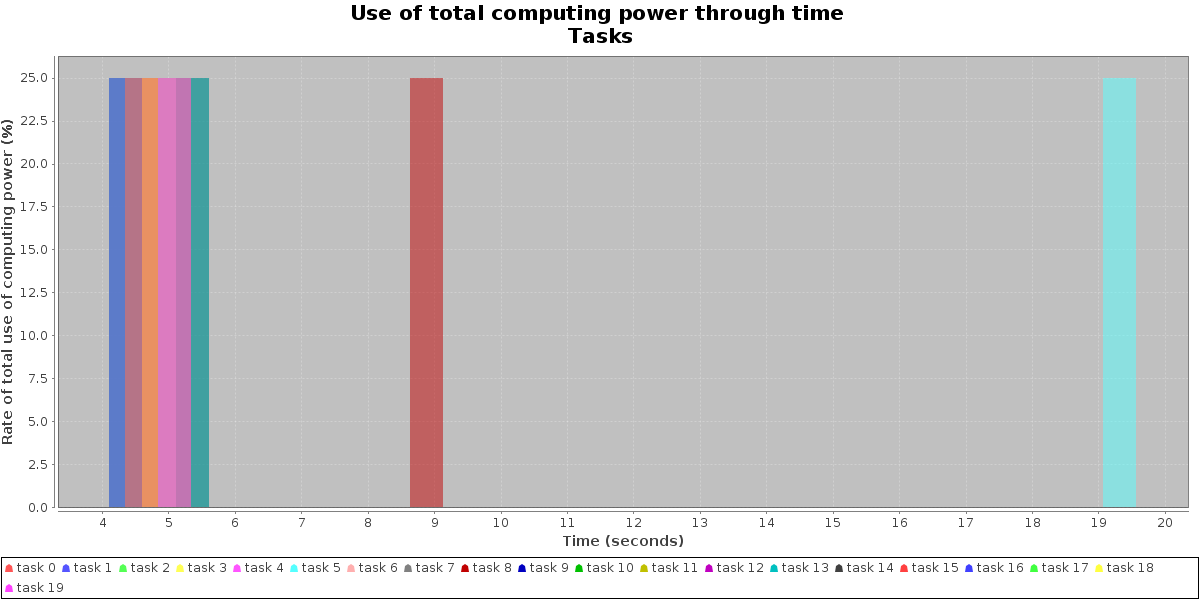 Use of total computing power through time
Tasks
Rate of total use of computing power (%)
25.0
22.5
20.0
17.5
15.0
12.5
10.0
7.5
5.0
2.5
0.0
4 5 6 7 8 9 10 11 12 13 14 15 16 17 18 19 20
Time (seconds)
task 0 task 1 task 2 task 3 task 4 task 5 task 6 task 7 task 8 task 9 task 10 task 11 task 12 task 13 task 14 task 15 task 16 task 17 task 18
task 19